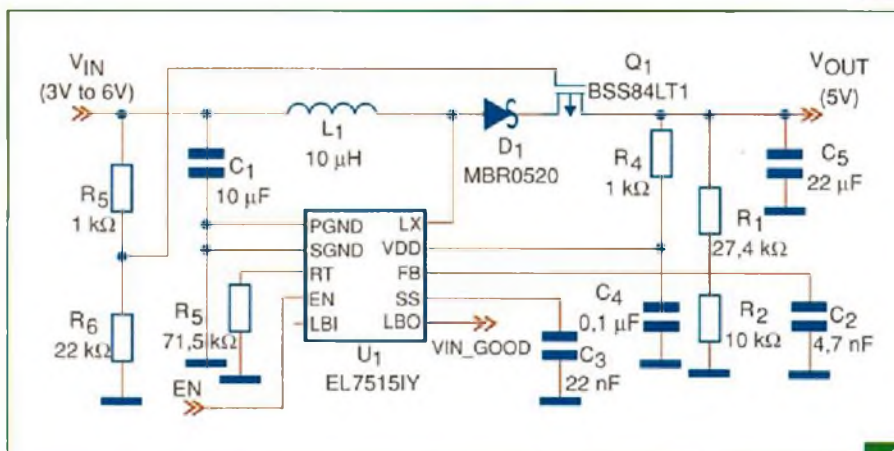 VIN
(3V to 6V)
Q1
BSS84LT1
VOUT
(5V)
L1
10 µH
D1
MBR0520
R5
1 kΩ
C1
10 µF
R4
1 kΩ
C5
22 µF
R1
27,4 kΩ
PGND LX
SGND VDD
RT FB
EN SS
LBI LBO
R6
22 kΩ
R5
71,5 kΩ
EN
U1
EL7515IY
VIN_GOOD
C3
22 nF
C4
0,1 µF
R2
10 kΩ
C2
4,7 nF